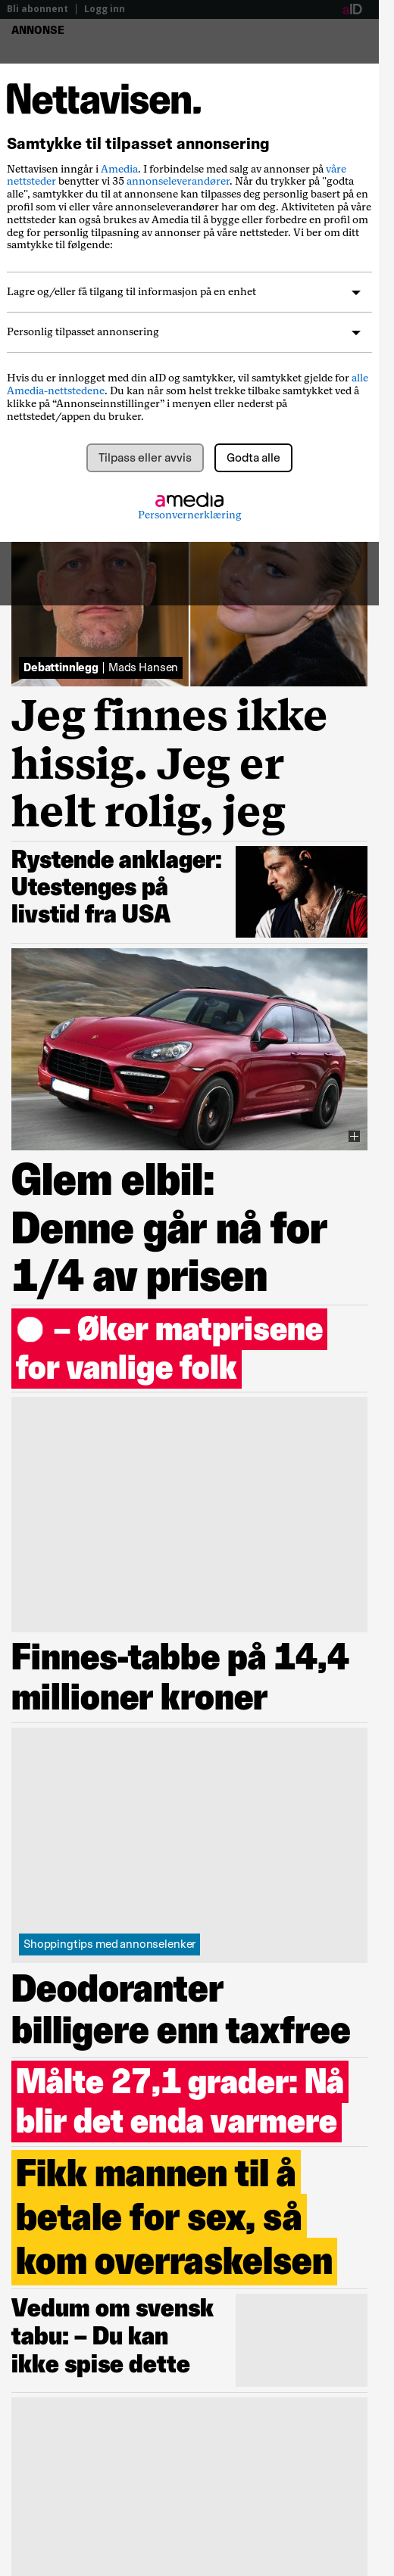 Bli abonnent | Logg inn
aID
ANNONSE
Nettavisen.
Samtykke til tilpasset annonsering
Nettavisen inngår i Amedia. I forbindelse med salg av annonser på våre
nettsteder benytter vi 35 annonseleverandører. Når du trykker på "godta
alle", samtykker du til at annonsene kan tilpasses deg personlig basert på en
profil som vi eller våre annonseleverandører har om deg. Aktiviteten på våre
nettsteder kan også brukes av Amedia til å bygge eller forbedre en profil om
deg for personlig tilpasning av annonser på våre nettsteder. Vi ber om ditt
samtykke til følgende:
Lagre og/eller få tilgang til informasjon på en enhet
Personlig tilpasset annonsering
Hvis du er innlogget med din aID og samtykker, vil samtykket gjelde for alle
Amedia-nettstedene. Du kan når som helst trekke tilbake samtykket ved å
klikke på “Annonseinnstillinger” i menyen eller nederst på
nettstedet/appen du bruker.
Tilpass eller avvis
Godta alle
amedia
Personvernerklæring
Debattinnlegg | Mads Hansen
Jeg finnes ikke
hissig. Jeg er
helt rolig, jeg
Rystende anklager:
Utestenges på
livstid fra USA
Glem elbil:
Denne går nå for
1/4 av prisen
– Øker matprisene
for vanlige folk
Finnes-tabbe på 14,4
millioner kroner
Shoppingtips med annonselenker
Deodoranter
billigere enn taxfree
Målte 27,1 grader: Nå
blir det enda varmere
Fikk mannen til å
betale for sex, så
kom overraskelsen
Vedum om svensk
tabu: – Du kan
ikke spise dette